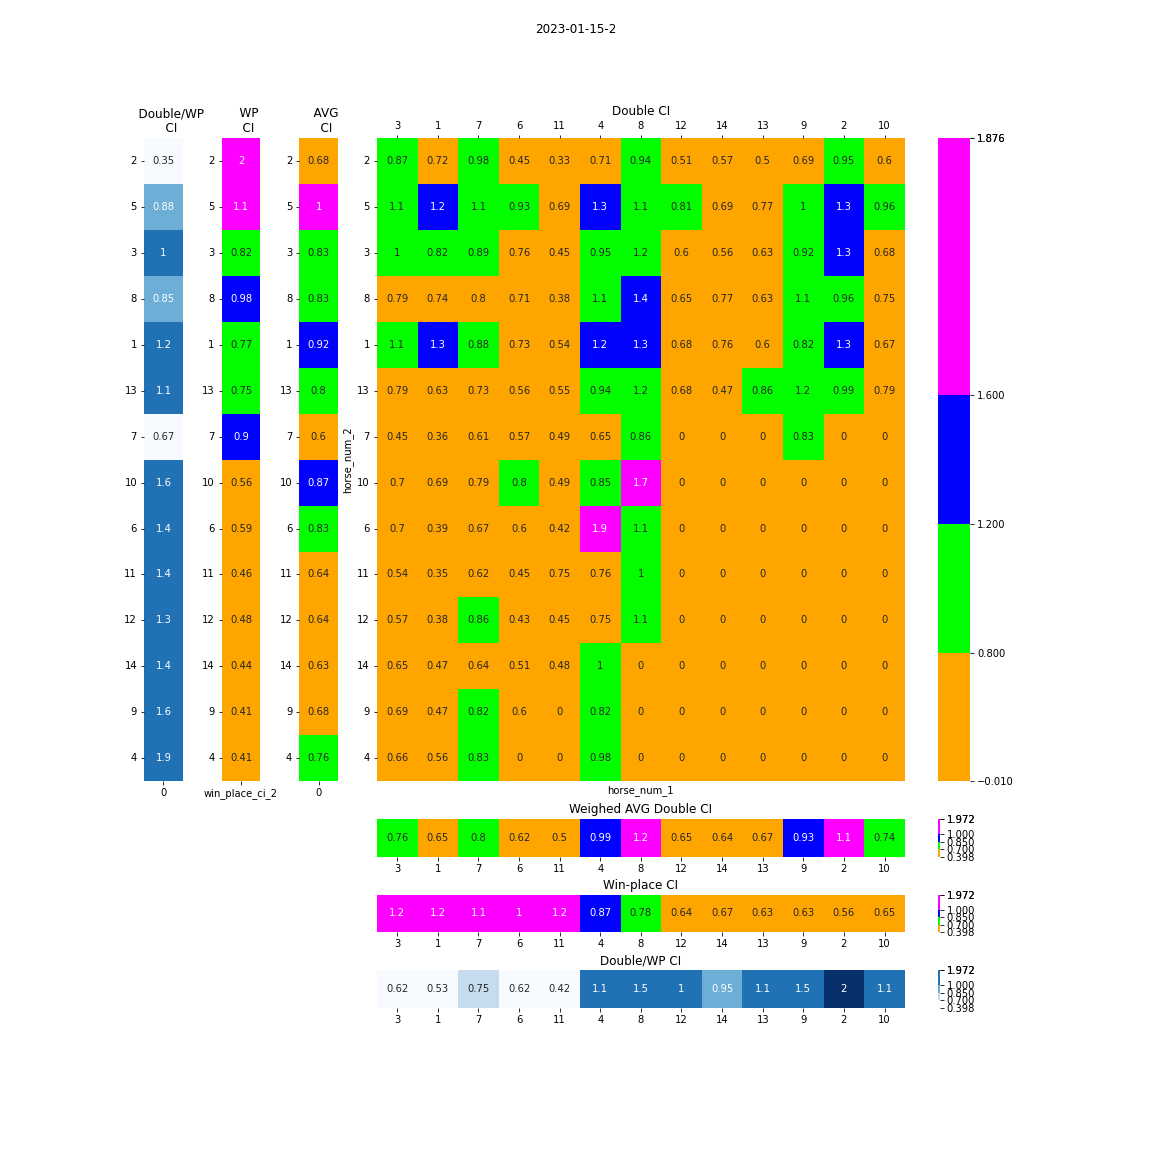 2023-01-15-2
Double/WP CI
WP CI
AVG CI
Double CI
3 1 7 6 11 4 8 12 14 13 9 2 10
1.876
2 0.35 2 2 2 0.68 2 0.87 0.72 0.98 0.45 0.33 0.71 0.94 0.51 0.57 0.5 0.69 0.95 0.6
5 0.88 5 1.1 5 1 5 1.1 1.2 1.1 0.93 0.69 1.3 1.1 0.81 0.69 0.77 1 1.3 0.96
3 1 3 0.82 3 0.83 3 1 0.82 0.89 0.76 0.45 0.95 1.2 0.6 0.56 0.63 0.92 1.3 0.68
8 0.85 8 0.98 8 0.83 8 0.79 0.74 0.8 0.71 0.38 1.1 1.4 0.65 0.77 0.63 1.1 0.96 0.75
1 1.2 1 0.77 1 0.92 1 1.1 1.3 0.88 0.73 0.54 1.2 1.3 0.68 0.76 0.6 0.82 1.3 0.67
1.600
13 1.1 13 0.75 13 0.8 13 0.79 0.63 0.73 0.56 0.55 0.94 1.2 0.68 0.47 0.86 1.2 0.99 0.79
7 0.67 7 0.9 7 0.6 7 0.45 0.36 0.61 0.57 0.49 0.65 0.86 0 0 0 0.83 0 0
horse_num_2
10 1.6 10 0.56 10 0.87 10 0.7 0.69 0.79 0.8 0.49 0.85 1.7 0 0 0 0 0 0
1.200
6 1.4 6 0.59 6 0.83 6 0.7 0.39 0.67 0.6 0.42 1.9 1.1 0 0 0 0 0 0
11 1.4 11 0.46 11 0.64 11 0.54 0.35 0.62 0.45 0.75 0.76 1 0 0 0 0 0 0
12 1.3 12 0.48 12 0.64 12 0.57 0.38 0.86 0.43 0.45 0.75 1.1 0 0 0 0 0 0
0.800
14 1.4 14 0.44 14 0.63 14 0.65 0.47 0.64 0.51 0.48 1 0 0 0 0 0 0 0
9 1.6 9 0.41 9 0.68 9 0.69 0.47 0.82 0.6 0 0.82 0 0 0 0 0 0 0
4 1.9 4 0.41 4 0.76 4 0.66 0.56 0.83 0 0 0.98 0 0 0 0 0 0 0
−0.010
0 win_place_ci_2 0 horse_num_1
Weighed AVG Double CI
0.76 0.65 0.8 0.62 0.5 0.99 1.2 0.65 0.64 0.67 0.93 1.1 0.74
1.972
1.000
0.850
0.700
0.398
3 1 7 6 11 4 8 12 14 13 9 2 10
Win-place CI
1.2 1.2 1.1 1 1.2 0.87 0.78 0.64 0.67 0.63 0.63 0.56 0.65
1.972
1.000
0.850
0.700
0.398
3 1 7 6 11 4 8 12 14 13 9 2 10
Double/WP CI
0.62 0.53 0.75 0.62 0.42 1.1 1.5 1 0.95 1.1 1.5 2 1.1
1.972
1.000
0.850
0.700
0.398
3 1 7 6 11 4 8 12 14 13 9 2 10